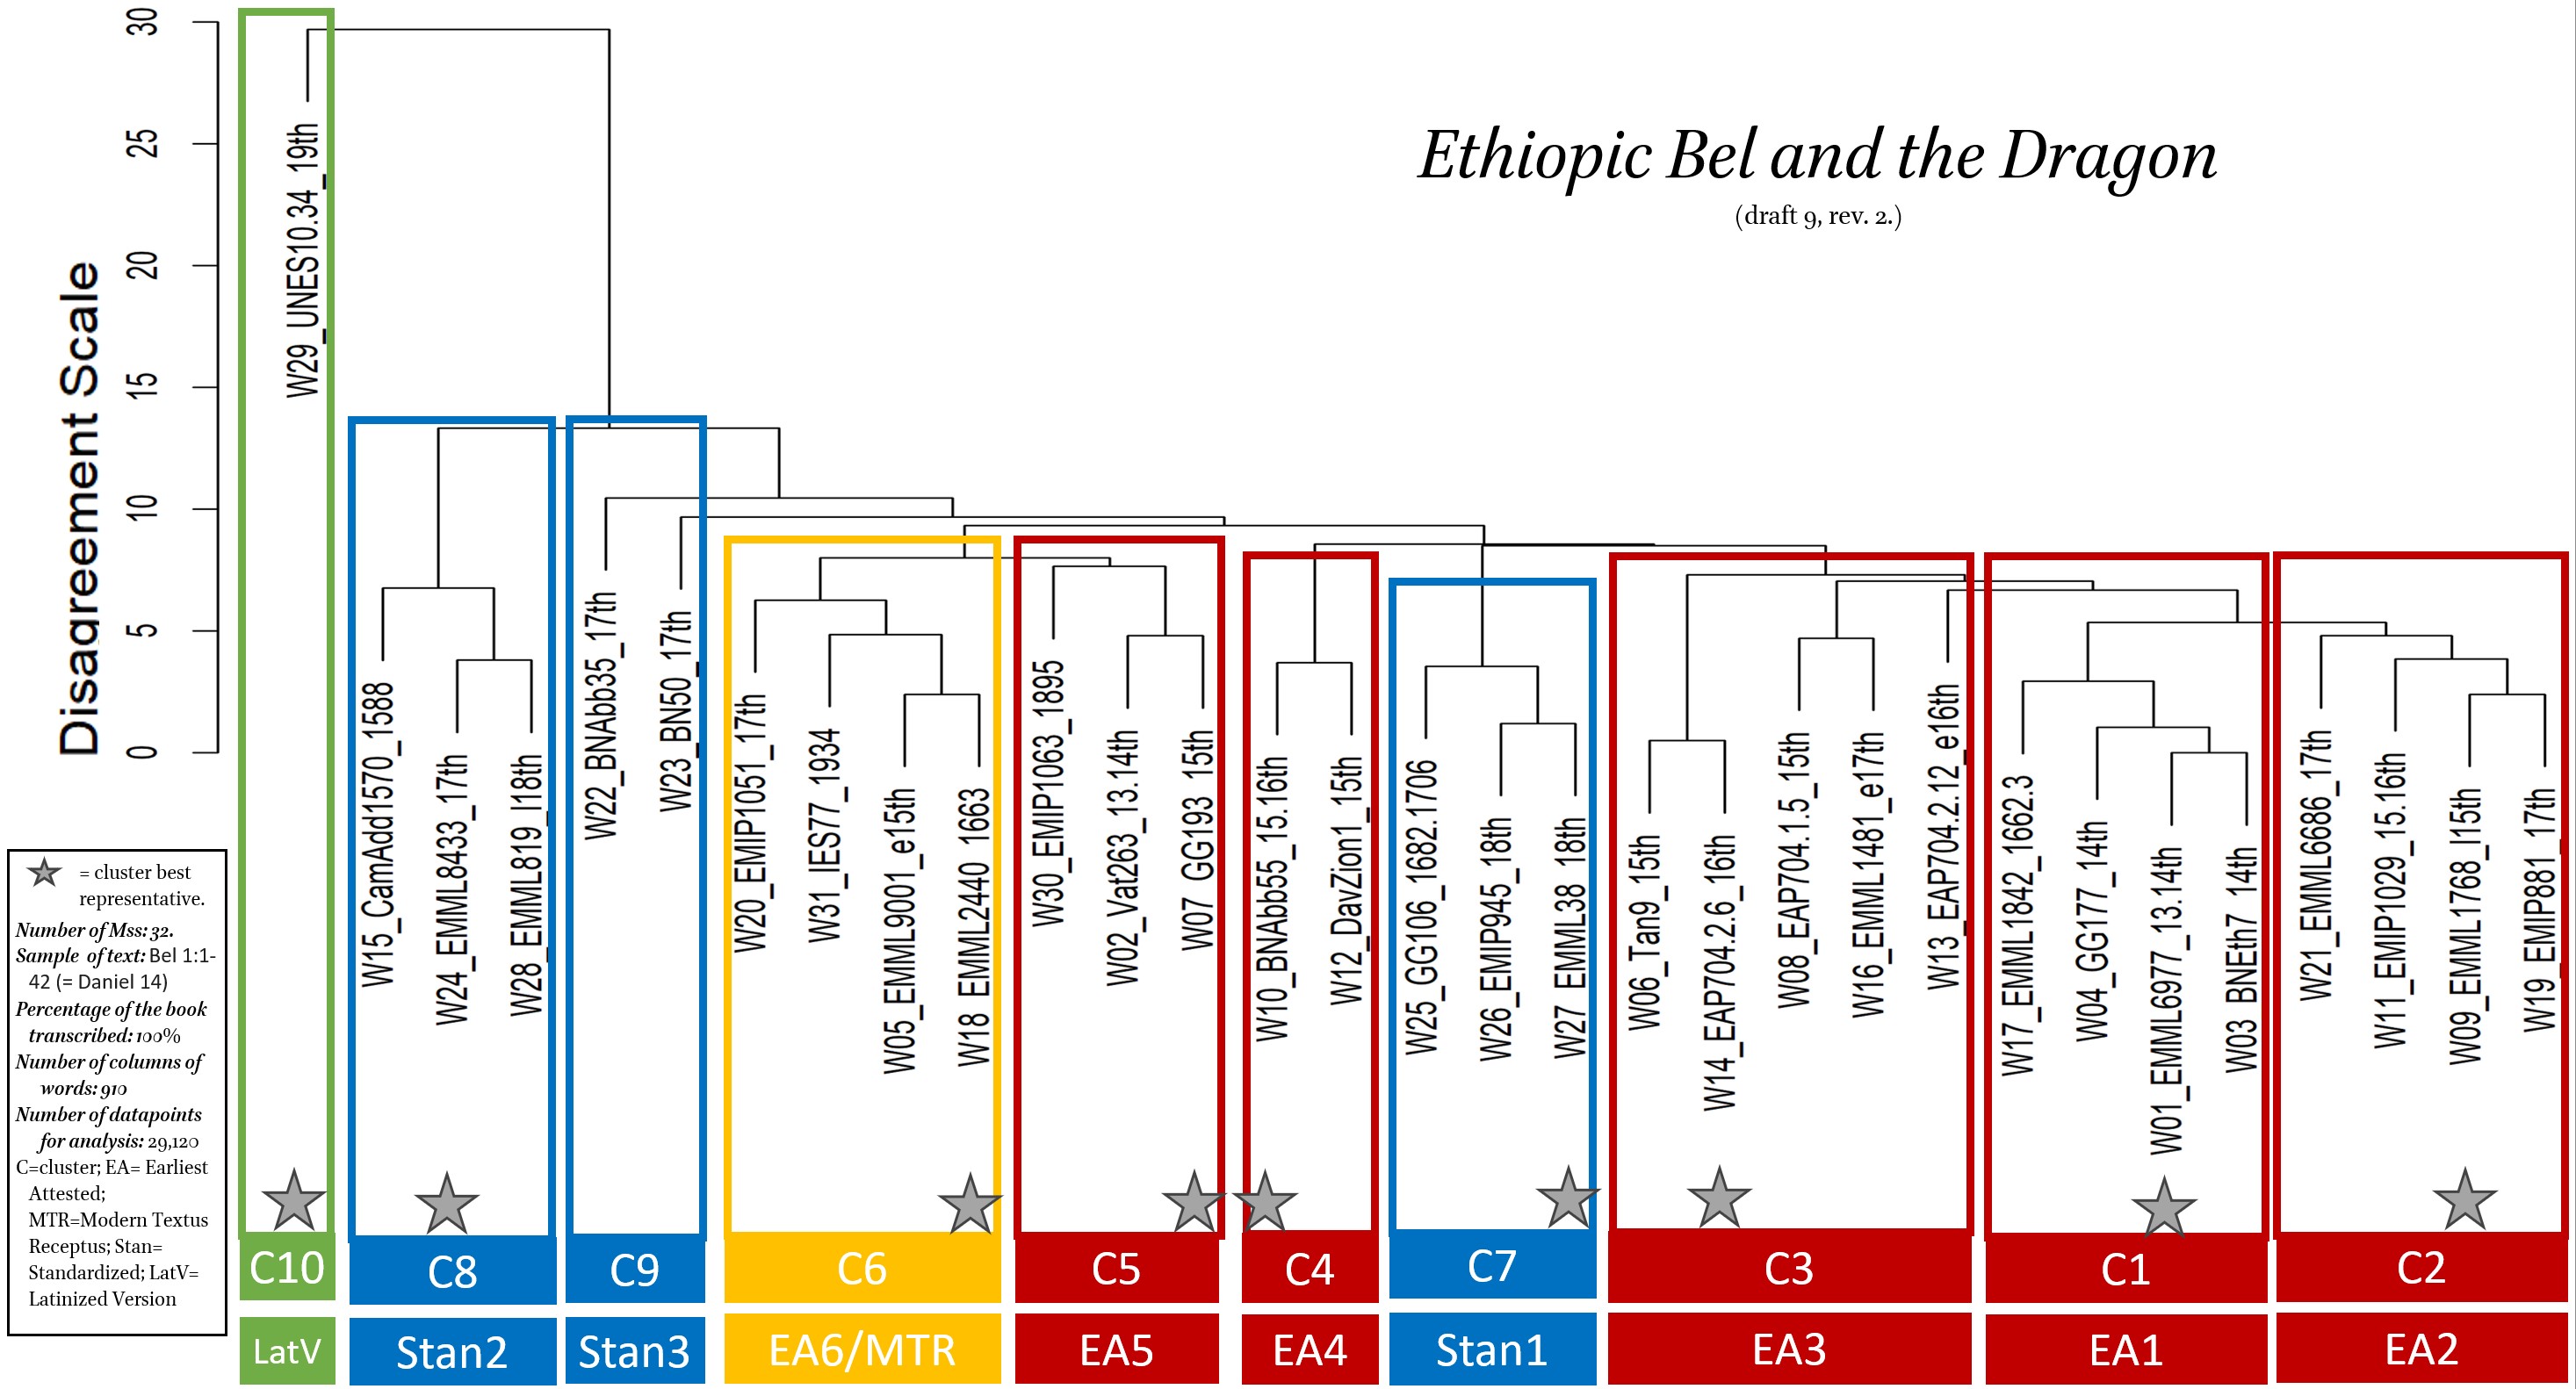 Ethiopic Bel and the Dragon
(draft 9, rev. 2.)
Disagreement Scale
30
25
20
15
10
5
0
W29_UNES10.34_19th
W15_CamAdd1570_1588
W24_EMML8433_17th
W28_EMML819_l18th
W22_BNAbb35_17th
W23_BN50_17th
W20_EMIP1051_17th
W31_IES77_1934
W05_EMML9001_e15th
W18_EMML2440_1663
W30_EMIP1063_1895
W02_Vat263_13.14th
W07_GG193_15th
W10_BNAbb55_15.16th
W12_DavZion1_15th
W25_GG106_1682.1706
W26_EMIP945_18th
W27_EMML38_18th
W06_Tan9_15th
W14_EAP704.2.6_16th
W08_EAP704.1.5_15th
W16_EMML1481_e17th
W13_EAP704.2.12_e16th
W17_EMML1842_1662.3
W04_GG177_14th
W01_EMML6977_13.14th
W03_BNEth7_14th
W21_EMML6686_17th
W11_EMIP1029_15.16th
W09_EMML1768_l15th
W19_EMIP881_17th
= cluster best
representative.
Number of Mss: 32.
Sample of text: Bel 1:1-
42 (= Daniel 14)
Percentage of the book
transcribed: 100%
Number of columns of
words: 910
Number of datapoints
for analysis: 29,120
C=cluster; EA= Earliest
Attested;
MTR=Modern Textus
Receptus; Stan=
Standardized; LatV=
Latinized Version
C10
C8
C9
C6
C5
C4
C7
C3
C1
C2
LatV
Stan2
Stan3
EA6/MTR
EA5
EA4
Stan1
EA3
EA1
EA2